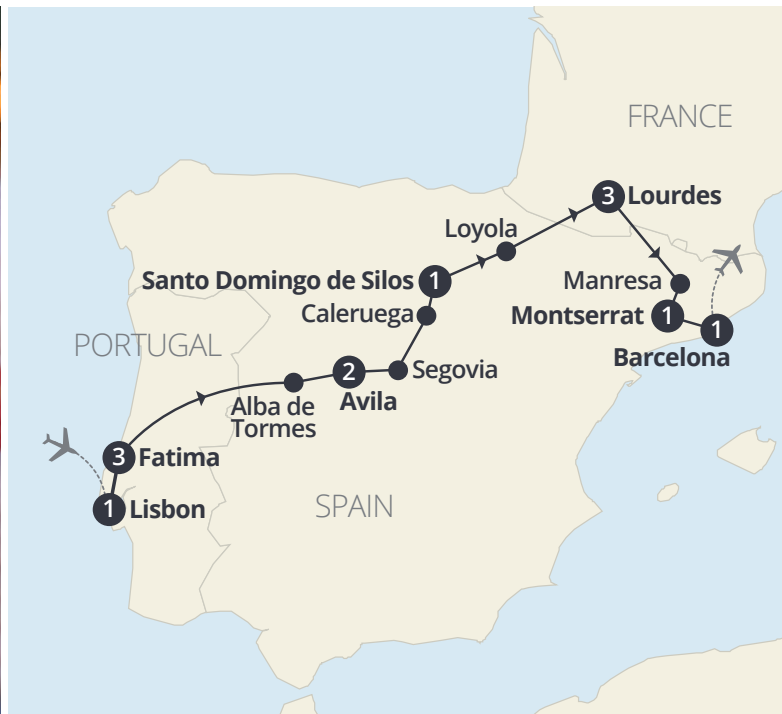 FRANCE
3 Lourdes
Loyola
Santo Domingo de Silos 1
Manresa
Caleruega
Montserrat 1
1
Barcelona
PORTUGAL
Segovia
2
Avila
Alba de
Tormes
3 Fatima
SPAIN
1 Lisbon